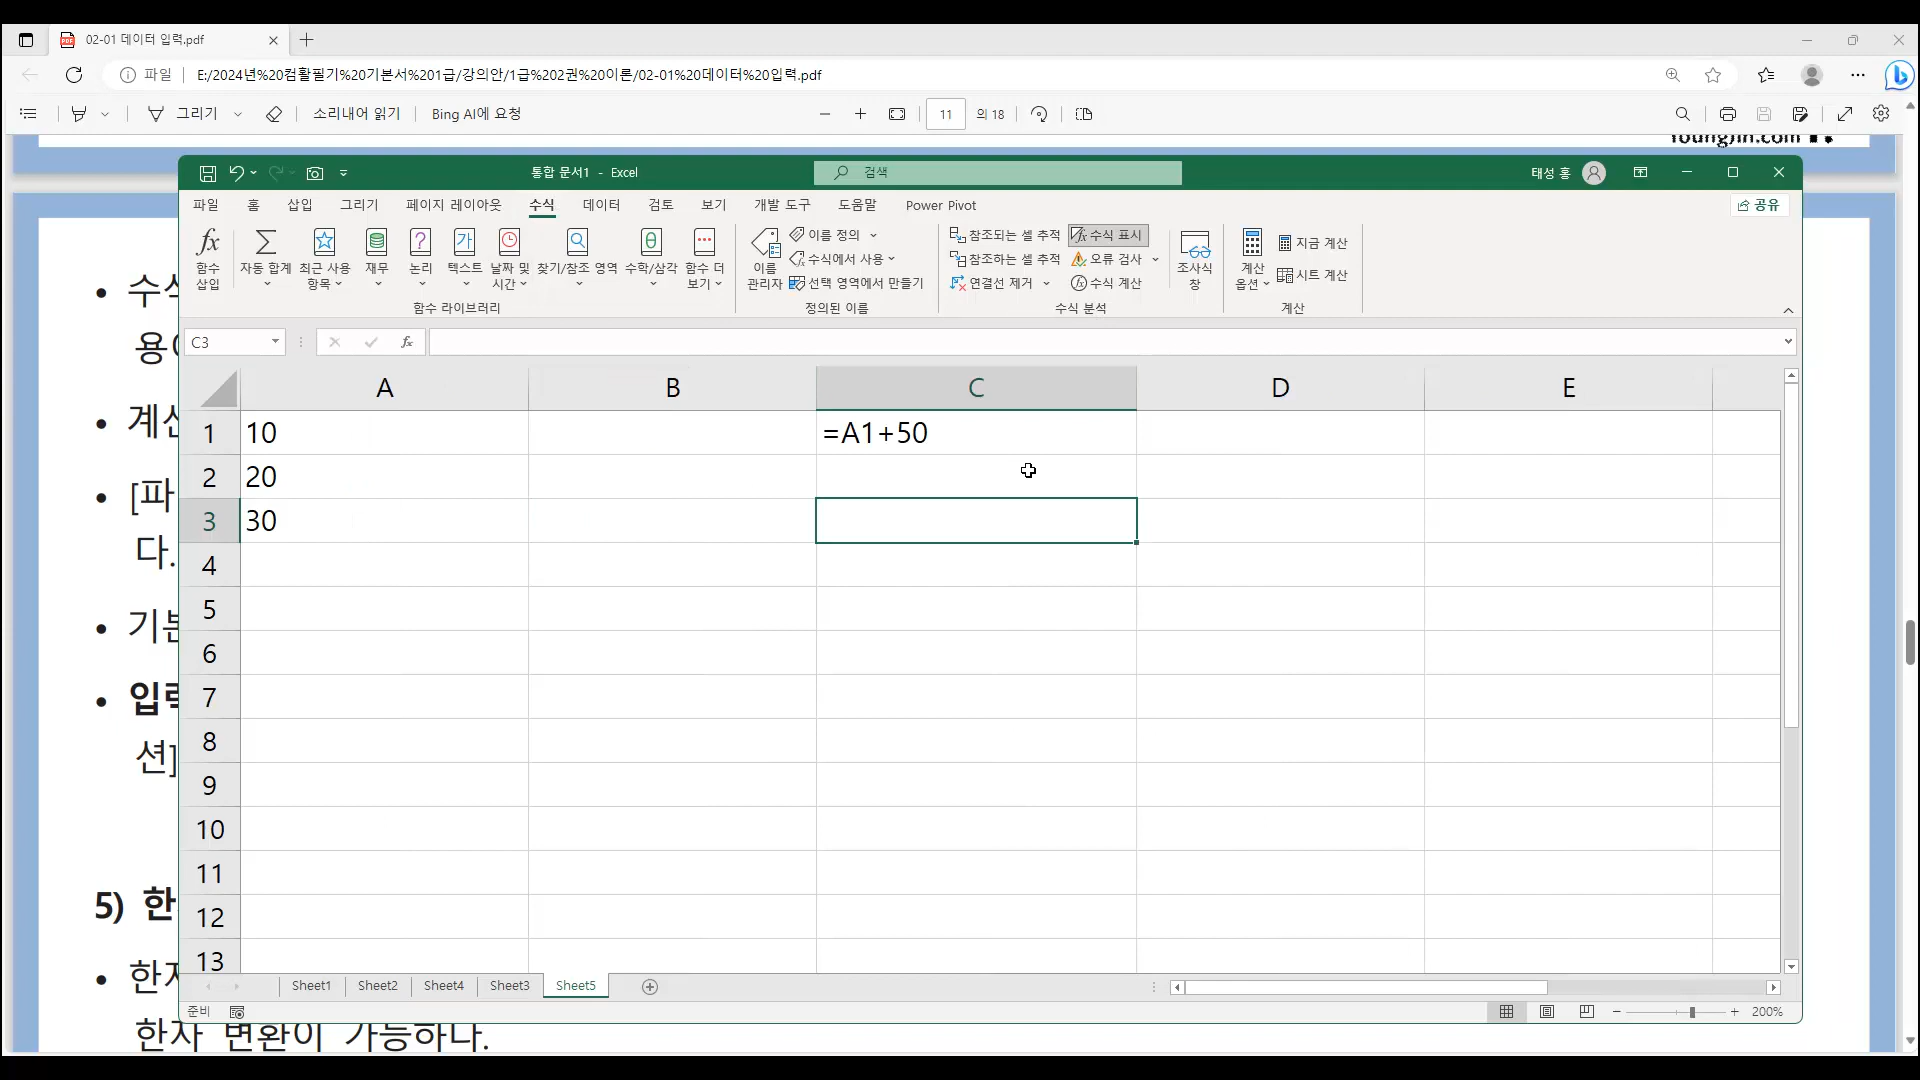 02-01 데이터 입력.pdf
파일 E:/2024년%20컴활필기%20기본서%201급/강의안/1급%202권%20이론/02-01%20데이터%20입력.pdf
그리기 소리내어 읽기 Bing AI에 요청 11 의 18
Youngjin.com
통합 문서1 - Excel 검색 태성 홍
파일 홈 삽입 그리기 페이지 레이아웃 수식 데이터 검토 보기 개발 도구 도움말 Power Pivot 공유
함수 삽입
자동 합계
최근 사용 항목
재무
논리
텍스트
날짜 및 시간
찾기/참조 영역
수학/삼각
함수 더 보기
함수 라이브러리
이름 관리자
이름 정의
수식에서 사용
선택 영역에서 만들기
정의된 이름
참조되는 셀 추적
참조하는 셀 추적
연결선 제거
수식 표시
오류 검사
수식 계산
수식 분석
조사식 창
계산 옵션
지금 계산
시트 계산
계산
C3 fx
A B C D E
1 10 =A1+50
2 20
3 30
4
5
6
7
8
9
10
11
12
13
Sheet1 Sheet2 Sheet4 Sheet3 Sheet5
준비 200%
용
계산
[파
다.
기본
입력
션]
5) 한
한자
한자 변환이 가능하다.